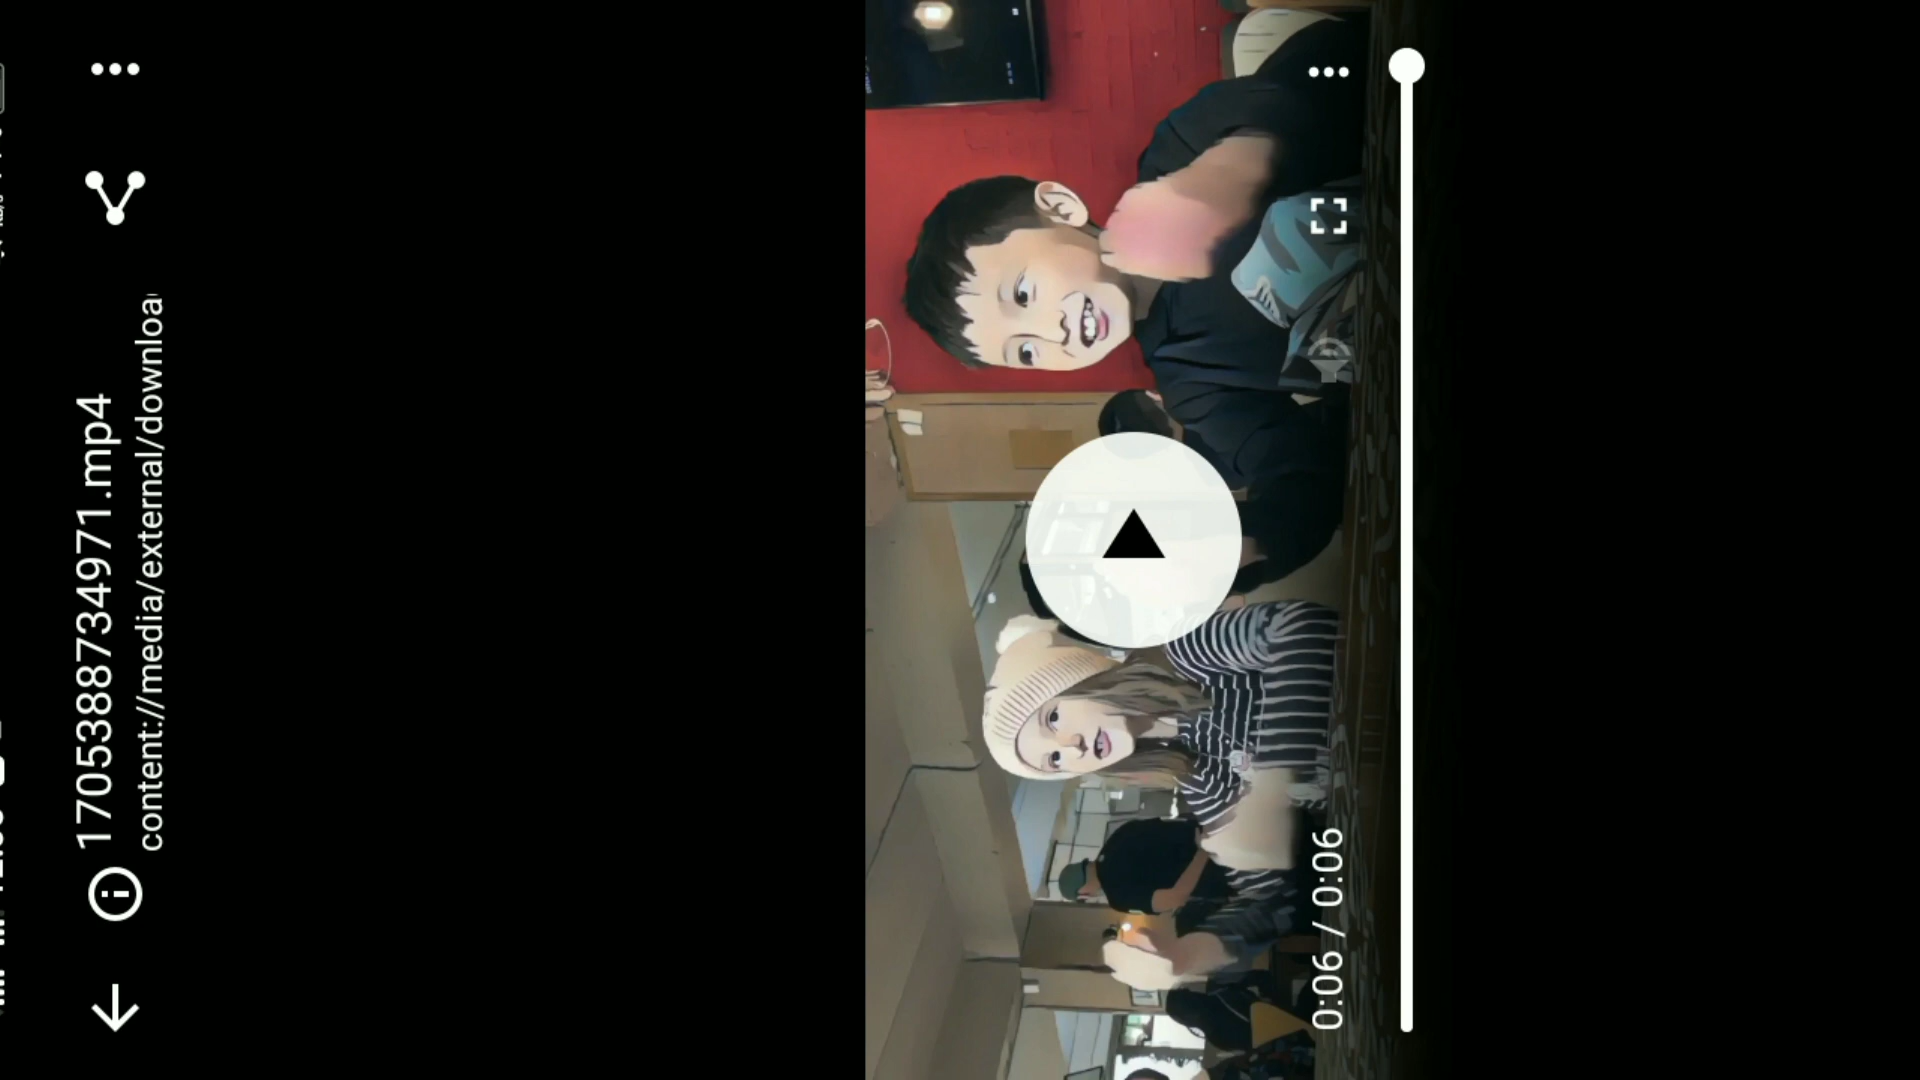 1705388734971.mp4
content://media/external/downloa
0:06 / 0:06